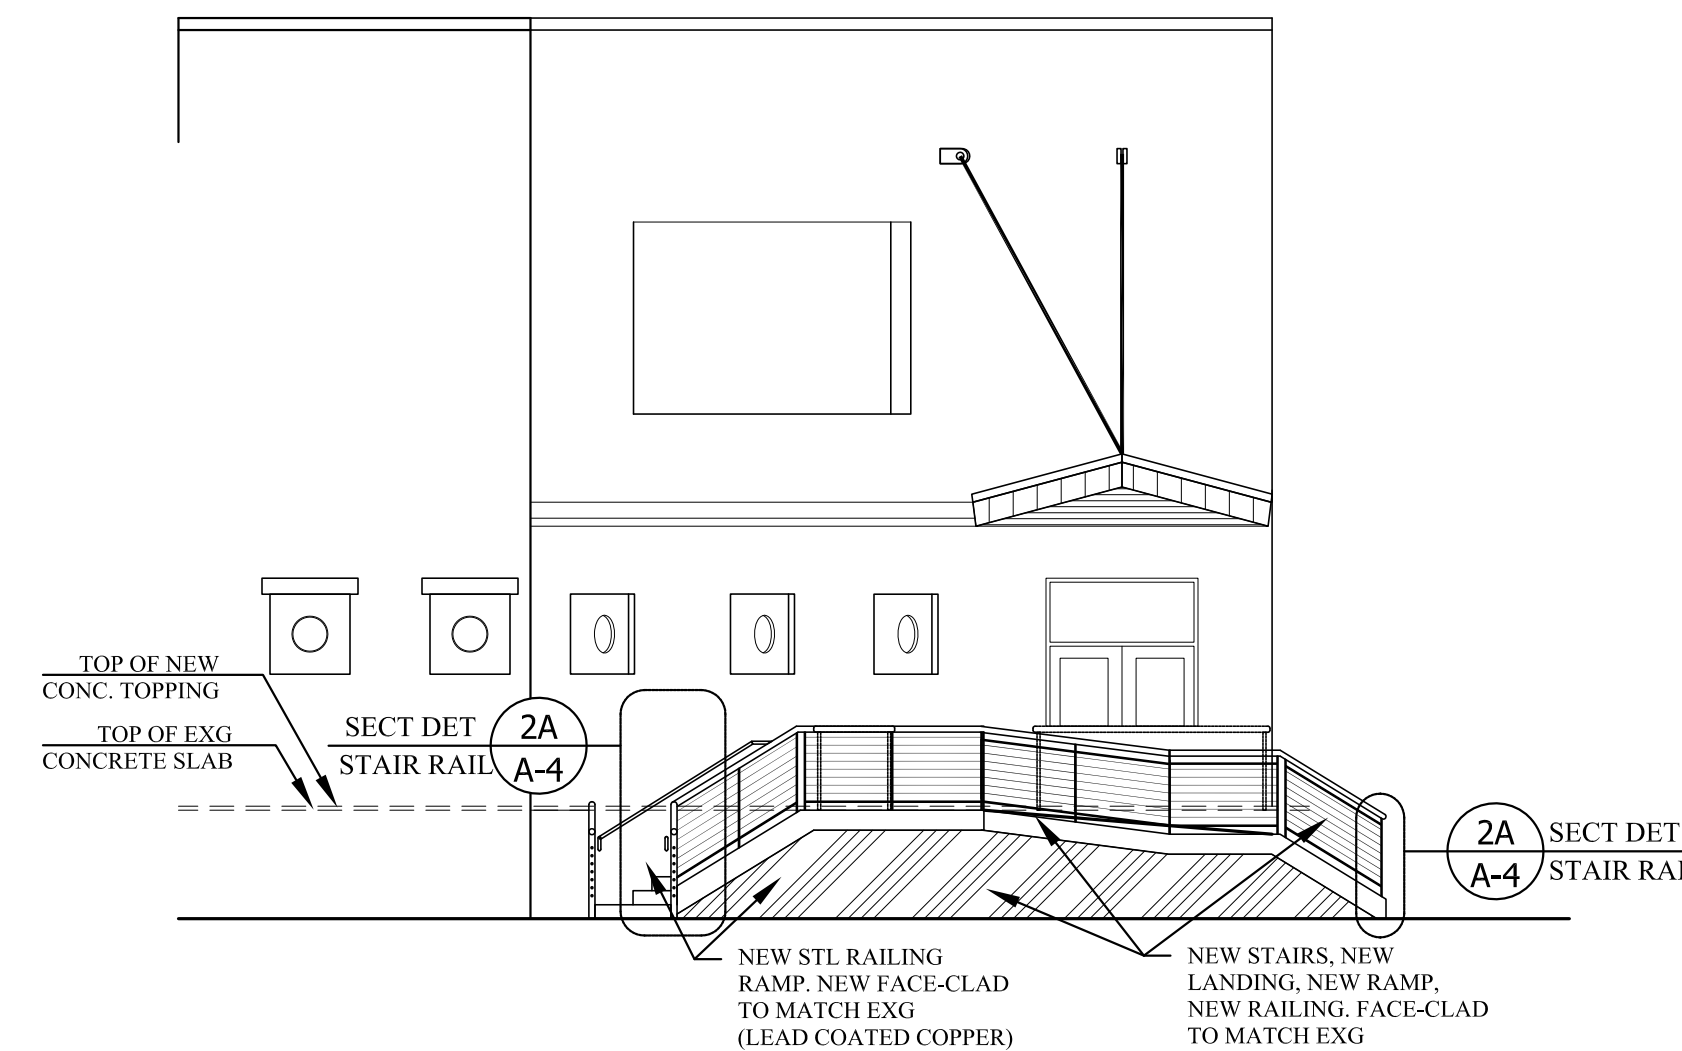 TOP OF NEW
CONC. TOPPING
TOP OF EXG
CONCRETE SLAB
SECT DET
STAIR RAIL
2A
A-4
2A
A-4
SECT DET
STAIR RAI
NEW STL RAILING
RAMP. NEW FACE-CLAD
TO MATCH EXG
(LEAD COATED COPPER)
NEW STAIRS, NEW
LANDING, NEW RAMP,
NEW RAILING. FACE-CLAD
TO MATCH EXG